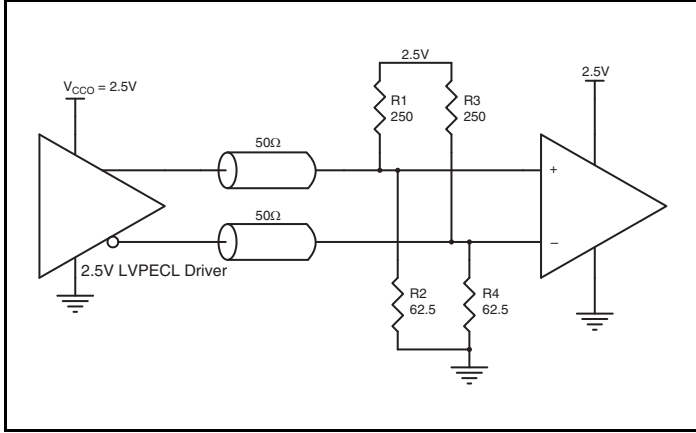 2.5V
V_CCO = 2.5V
2.5V
R1
250
R3
250
50Ω
+
50Ω
–
2.5V LVPECL Driver
R2
62.5
R4
62.5